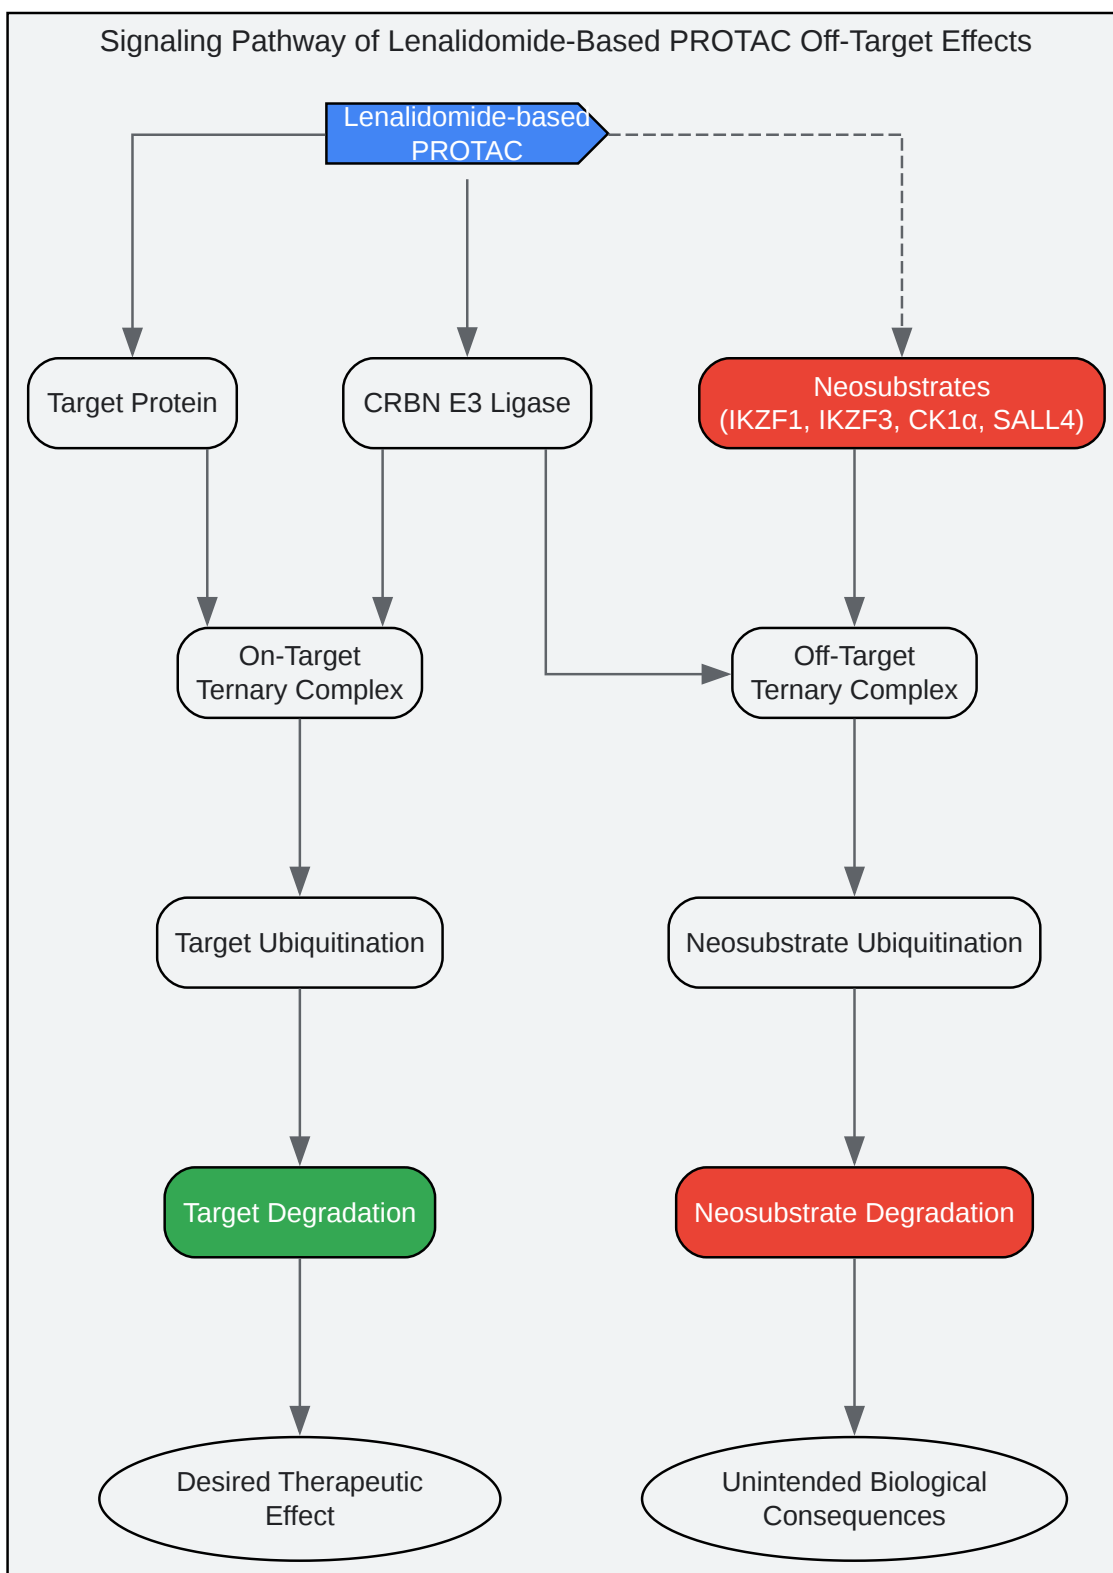 Signaling Pathway of Lenalidomide-Based PROTAC Off-Target Effects
Lenalidomide-based
PROTAC
Target Protein
CRBN E3 Ligase
Neosubstrates
(IKZF1, IKZF3, CK1α, SALL4)
On-Target
Ternary Complex
Off-Target
Ternary Complex
Target Ubiquitination
Neosubstrate Ubiquitination
Target Degradation
Neosubstrate Degradation
Desired Therapeutic
Effect
Unintended Biological
Consequences